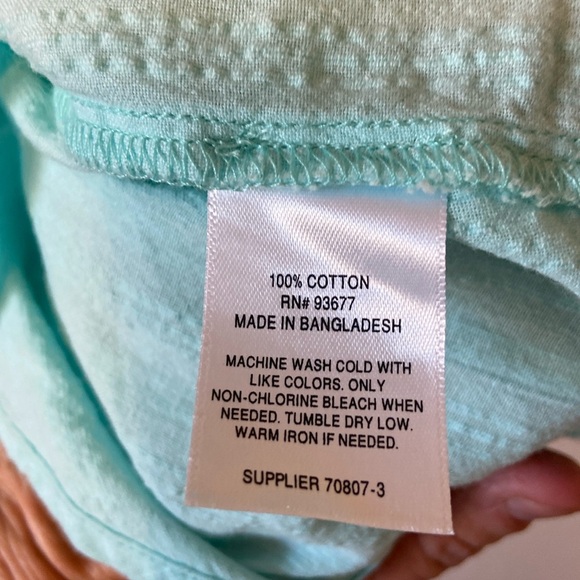 100% COTTON
RN# 93677
MADE IN BANGLADESH
MACHINE WASH COLD WITH
LIKE COLORS. ONLY
NON-CHLORINE BLEACH WHEN
NEEDED. TUMBLE DRY LOW.
WARM IRON IF NEEDED.
SUPPLIER 70807-3